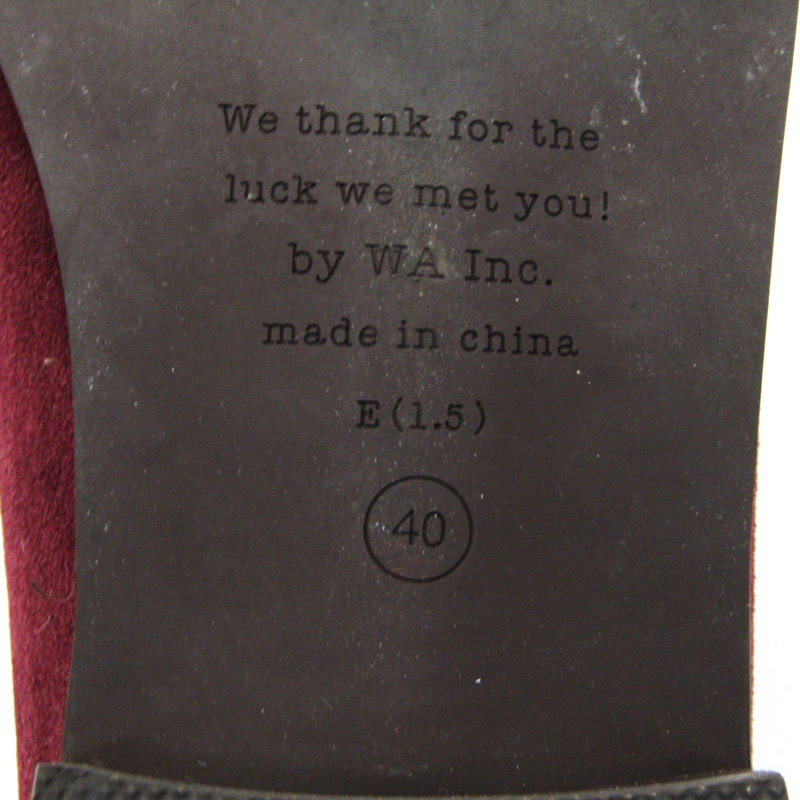 We thank for the
luck we met you!
by WA Inc.
made in china
E(1.5)
40